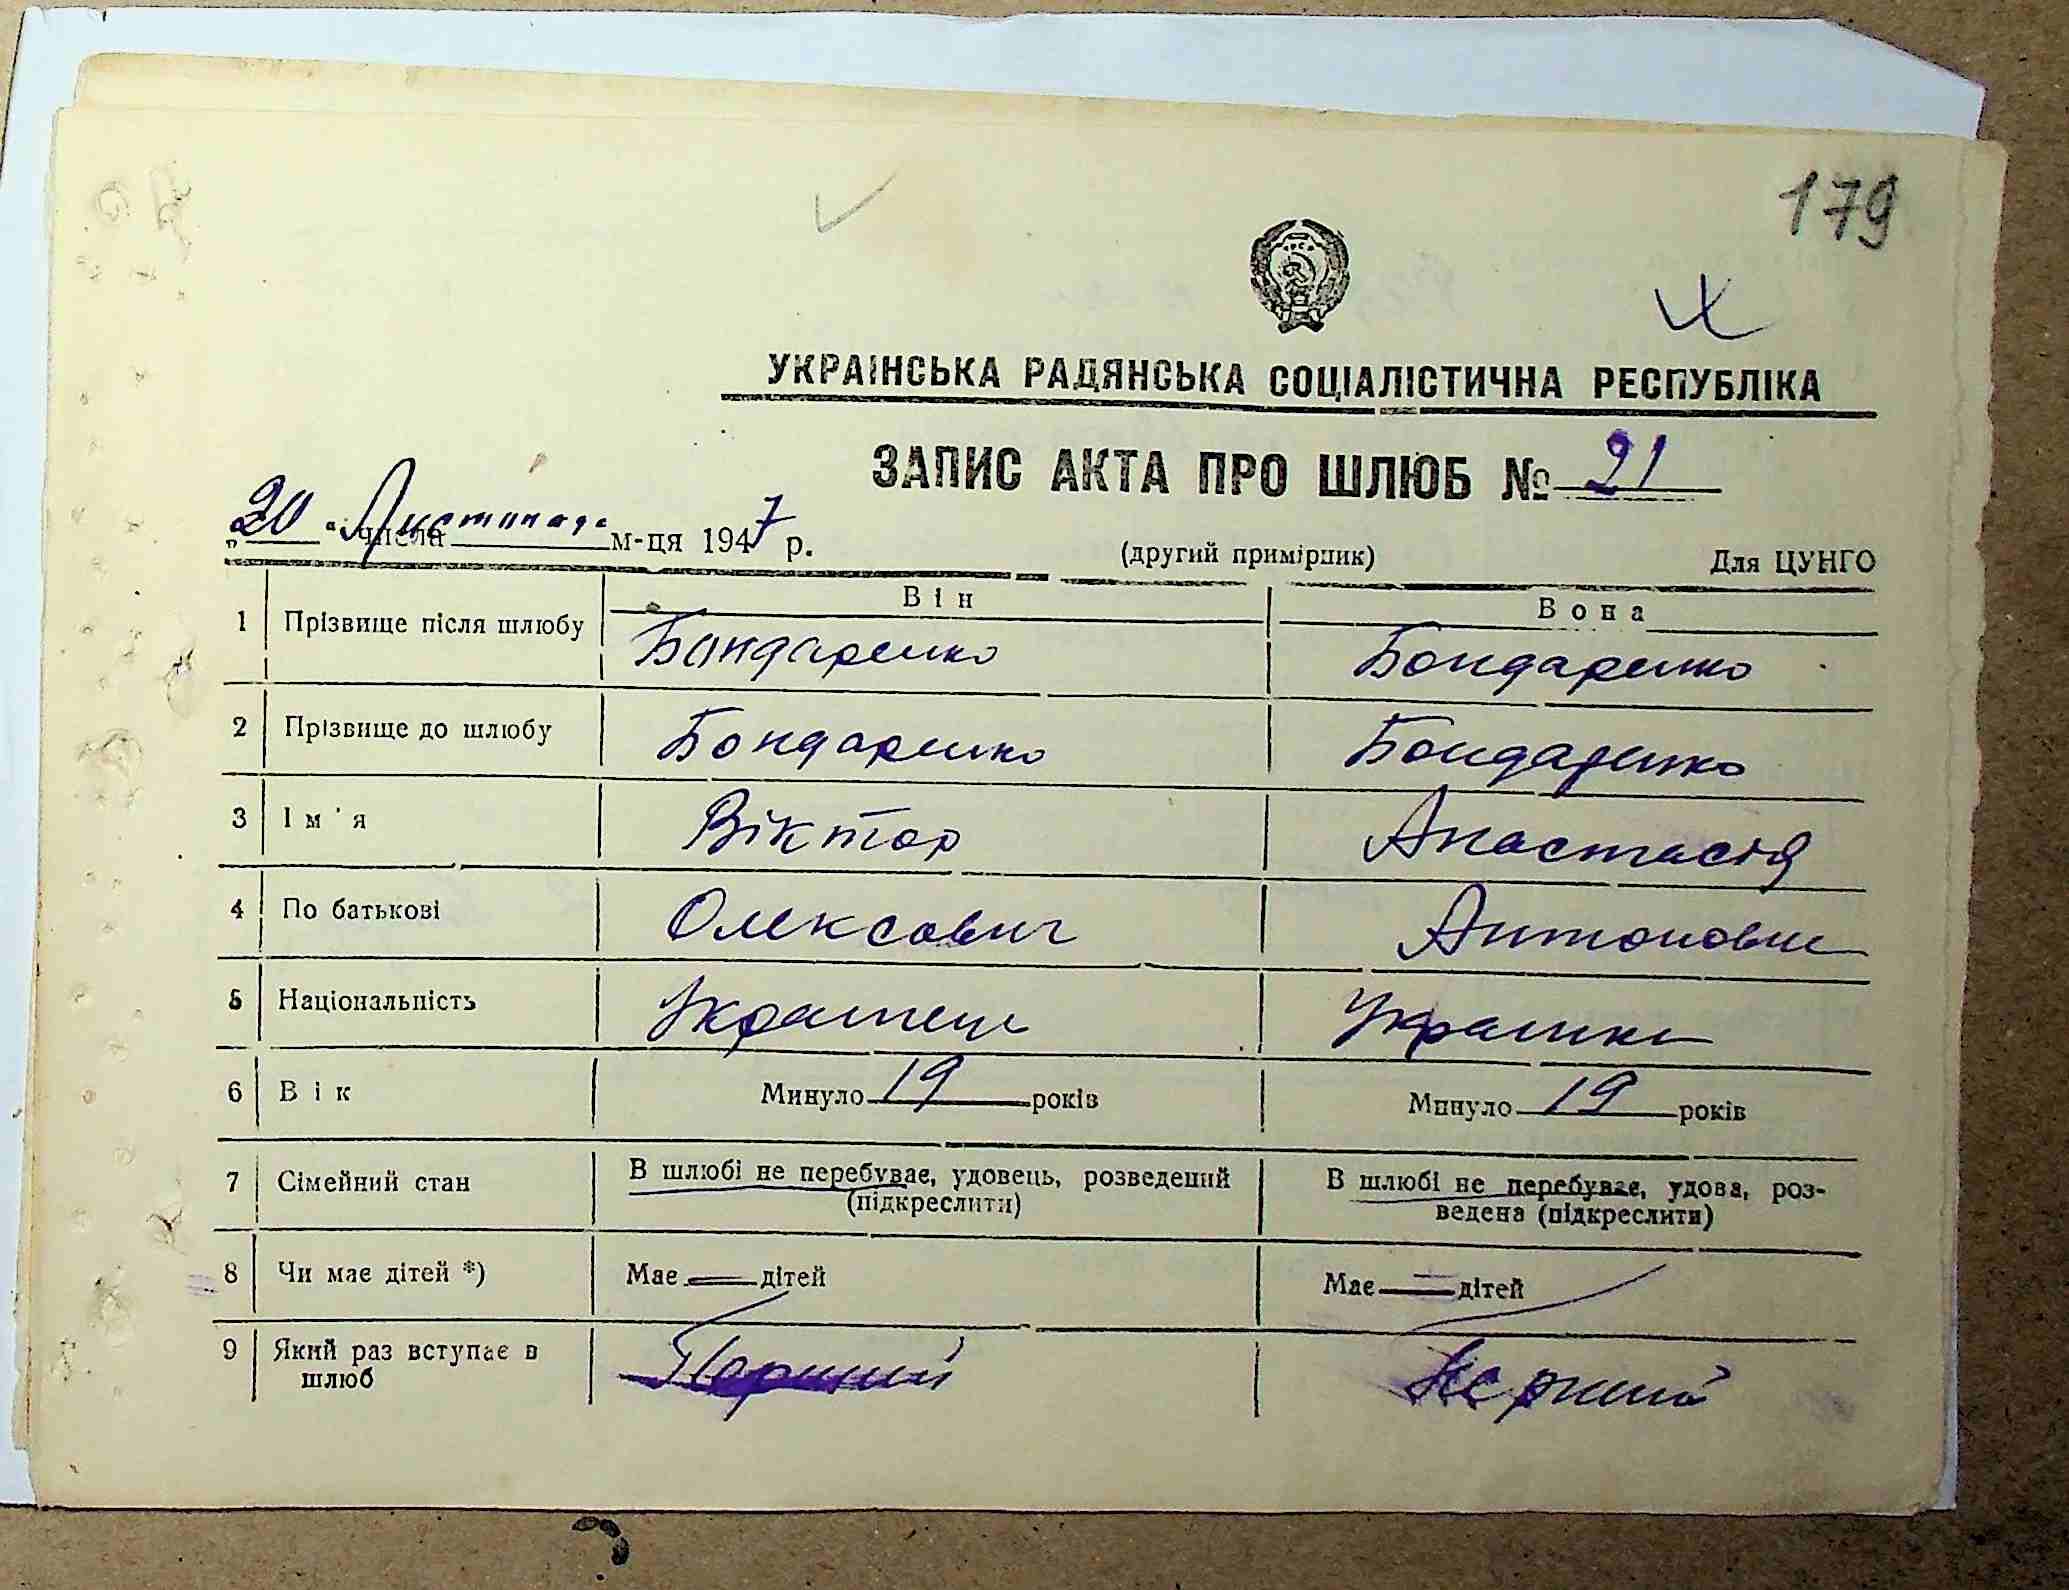 179
УКРАЇНСЬКА РАДЯНСЬКА СОЦІАЛІСТИЧНА РЕСПУБЛІКА
ЗАПИС АКТА ПРО ШЛЮБ № 21
„20“ числа Листопада м-ця 1947 р. (другий примірник) Для ЦУНГО
Він Вона
1 Прізвище після шлюбу Бондаренко Бондаренко
2 Прізвище до шлюбу Бондаренко Бондаренко
3 Ім'я Віктор Анастасія
4 По батькові Олексович Антоновн
5 Національність Українець Українк
6 Вік Минуло 19 років Минуло 19 років
7 Сімейний стан В шлюбі не перебуває, удовець, розведений (підкреслити) В шлюбі не перебуває, удова, роз-
ведена (підкреслити)
8 Чи має дітей *) Має — дітей Має — дітей
9 Який раз вступає в шлюб Перший Перший